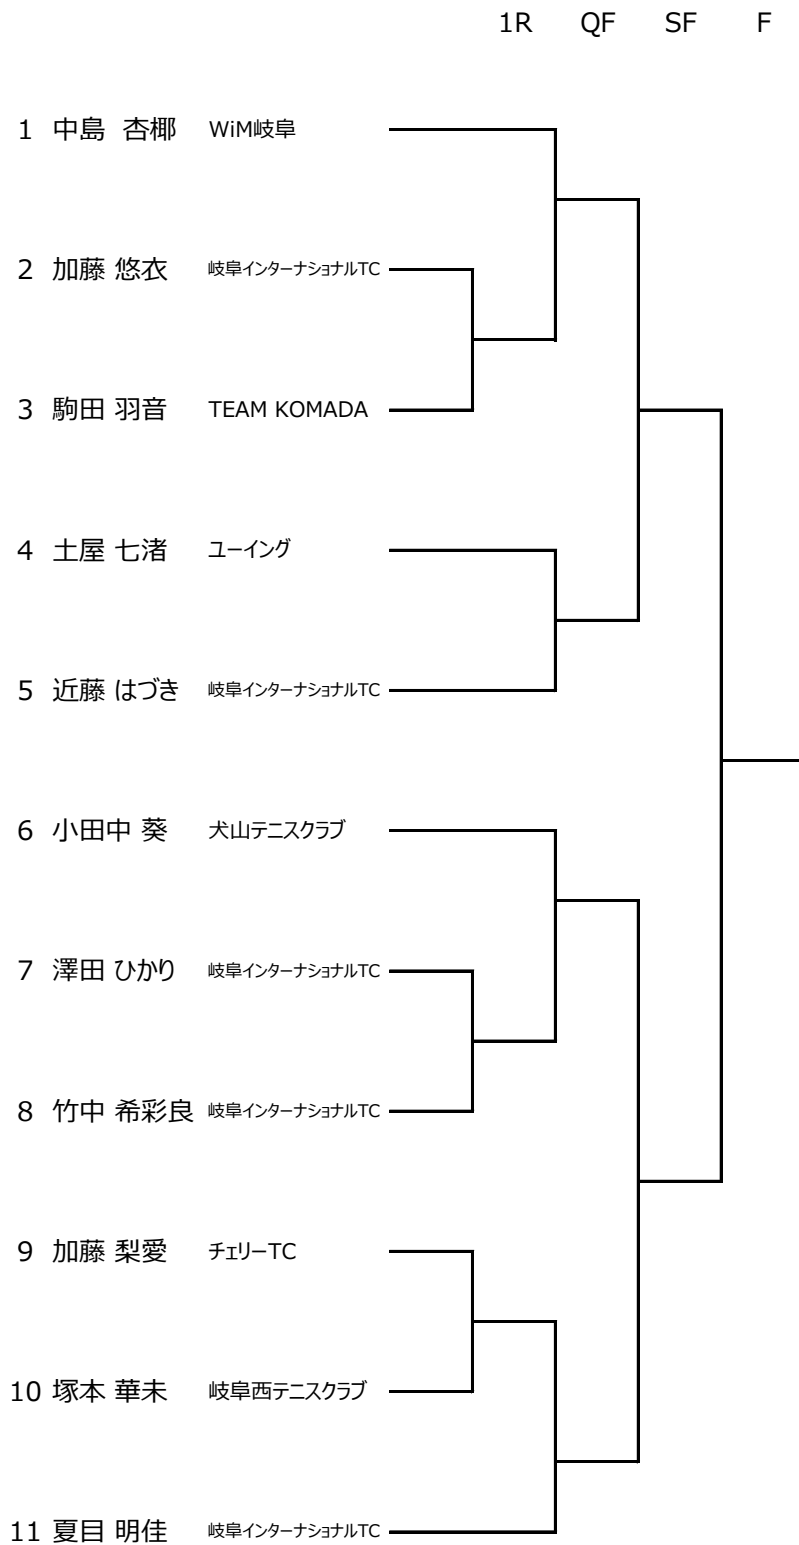 1R QF SF F
1 中島 杏椰 WiM岐阜
2 加藤 悠衣 岐阜インターナショナルTC
3 駒田 羽音 TEAM KOMADA
4 土屋 七渚 ユーイング
5 近藤 はづき 岐阜インターナショナルTC
6 小田中 葵 犬山テニスクラブ
7 澤田 ひかり 岐阜インターナショナルTC
8 竹中 希彩良 岐阜インターナショナルTC
9 加藤 梨愛 チェリーTC
10 塚本 華未 岐阜西テニスクラブ
11 夏目 明佳 岐阜インターナショナルTC